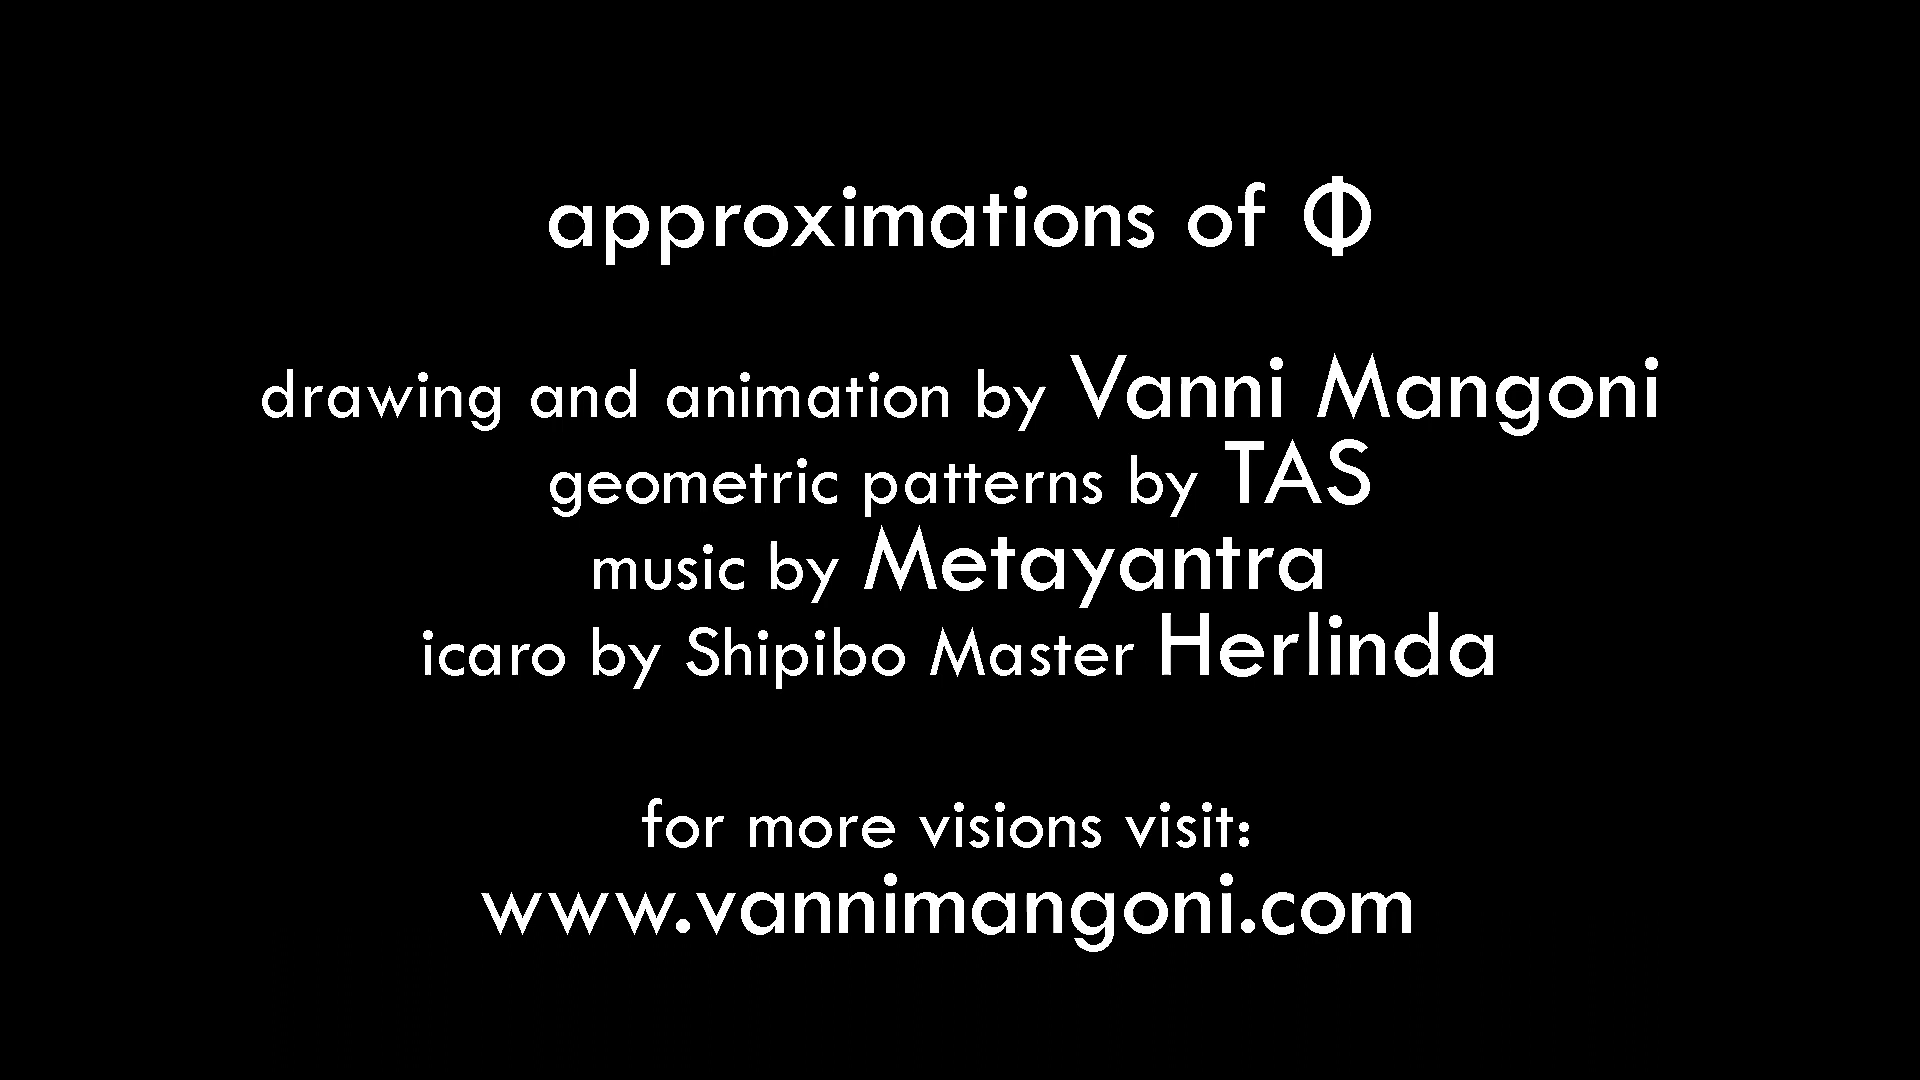 approximations of Φ
drawing and animation by Vanni Mangoni
geometric patterns by TAS
music by Metayantra
icaro by Shipibo Master Herlinda
for more visions visit:
www.vannimangoni.com